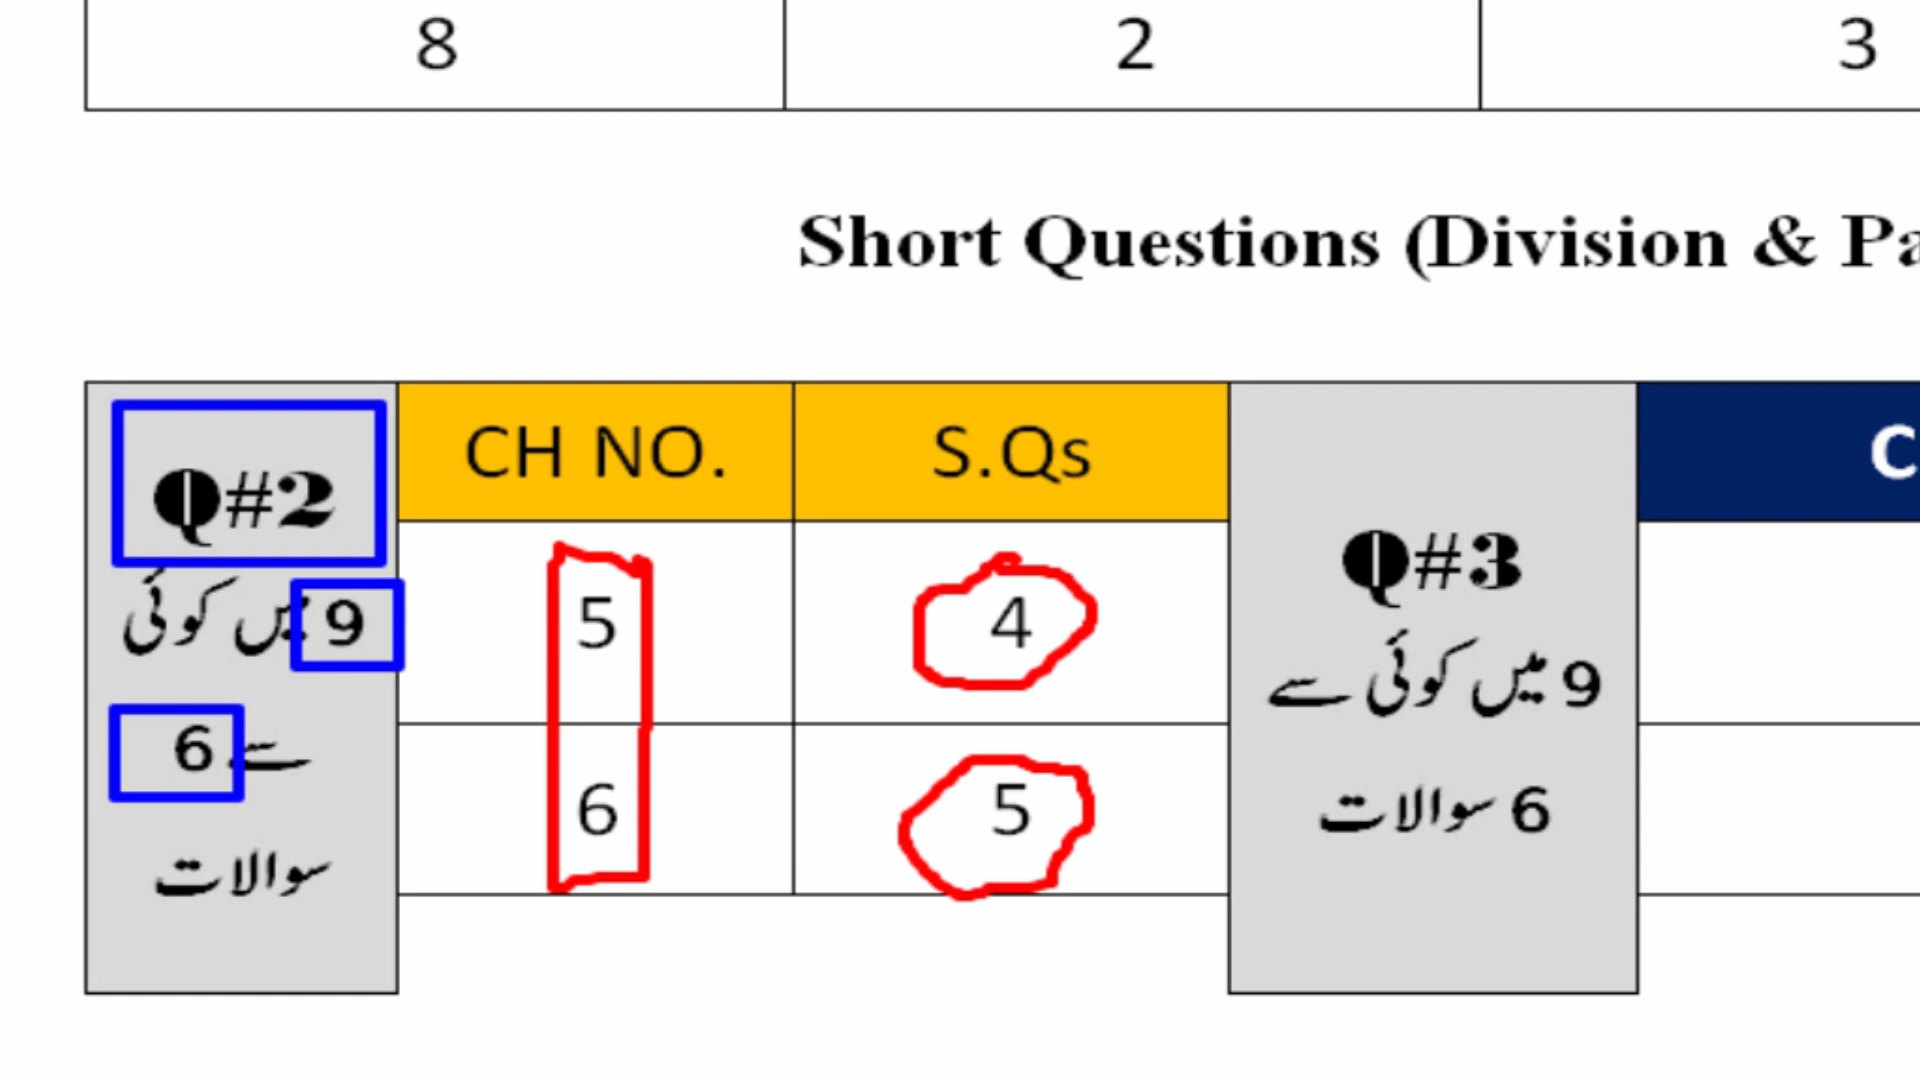 8 2 3
Short Questions (Division & Pa
Q#2
9 میں کوئی
سے 6
سوالات
CH NO. S.Qs
5 4
6 5
Q#3
9 میں کوئی سے
6 سوالات
C